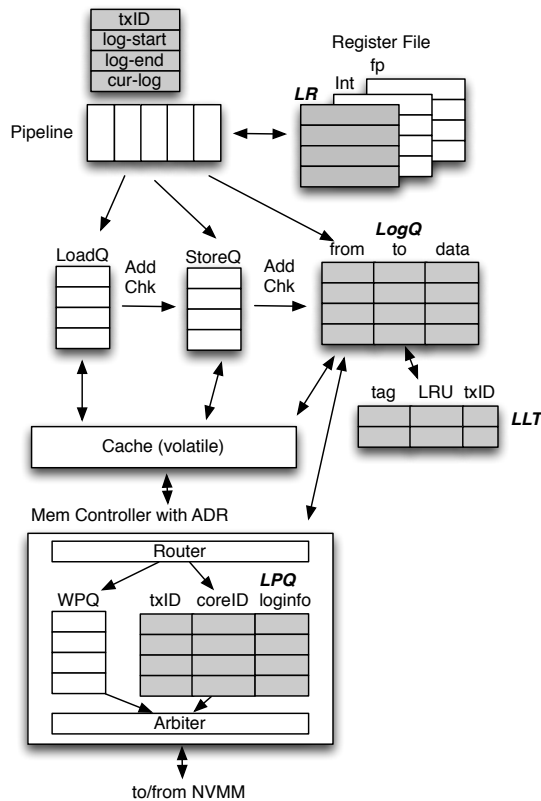 txID
log-start
log-end
cur-log
Register File
fp
Int
LR
Pipeline
LogQ
LoadQ
StoreQ
from to data
Add
Chk
Add
Chk
tag LRU txID
LLT
Cache (volatile)
Mem Controller with ADR
Router
LPQ
WPQ
txID coreID loginfo
Arbiter
to/from NVMM